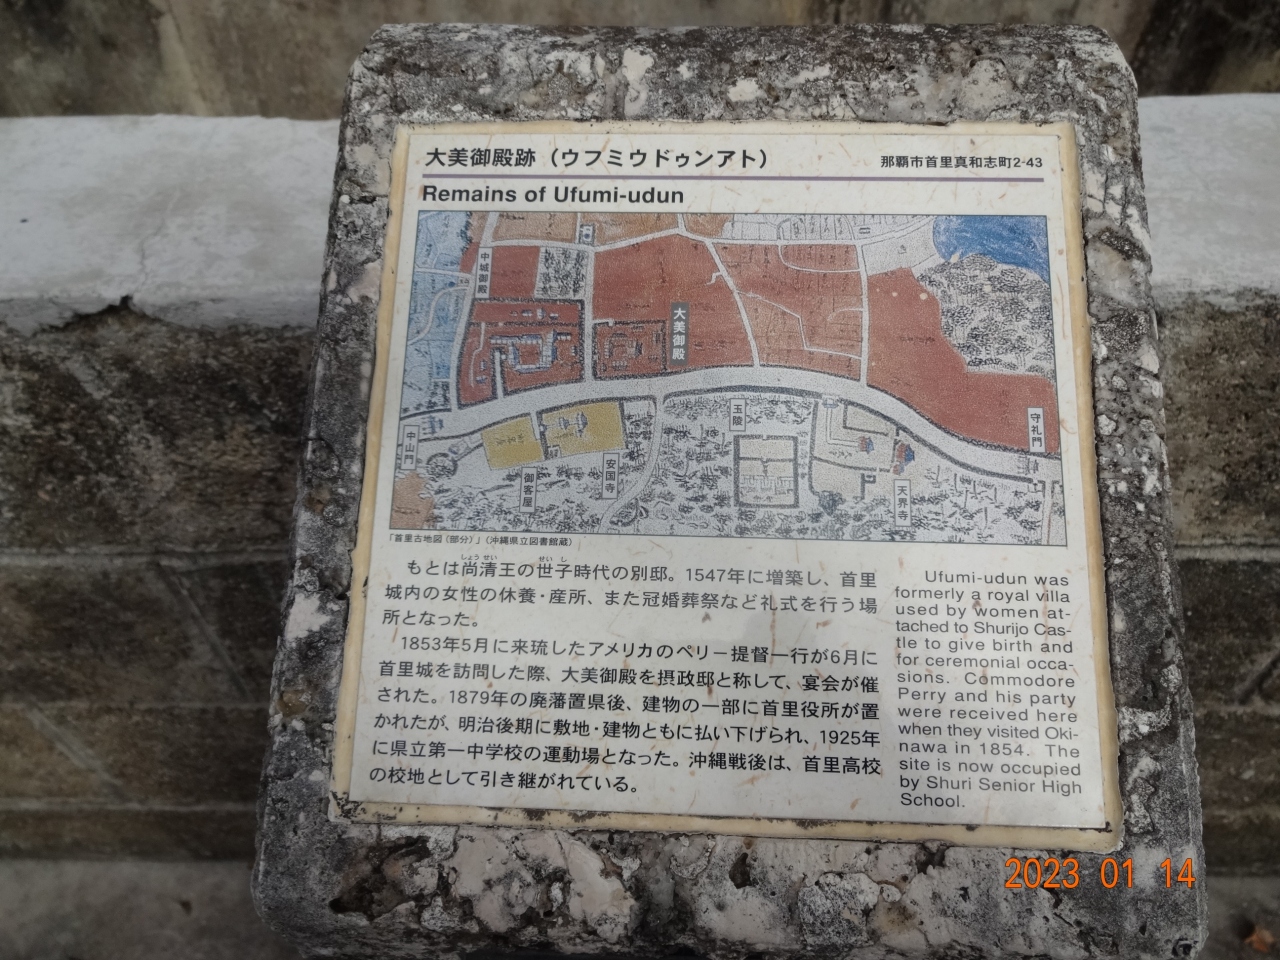 大美御殿跡（ウフミウドゥンアト）
那覇市首里真和志町2-43
Remains of Ufumi-udun
中城御殿
大美御殿
中山門
御客屋
安国寺
玉陵
天界寺
守礼門
「首里古地図（部分）」（沖縄県立図書館蔵）
もとは尚清王の世子時代の別邸。1547年に増築し、首里
しょう せい
せい し
城内の女性の休養・産所、また冠婚葬祭など礼式を行う場
所となった。
1853年5月に来琉したアメリカのペリー提督一行が6月に
首里城を訪問した際、大美御殿を摂政邸と称して、宴会が催
された。1879年の廃藩置県後、建物の一部に首里役所が置
かれたが、明治後期に敷地・建物ともに払い下げられ、1925年
に県立第一中学校の運動場となった。沖縄戦後は、首里高校
の校地として引き継がれている。
Ufumi-udun was
formerly a royal villa
used by women at-
tached to Shurijo Cas-
tle to give birth and
for ceremonial occa-
sions. Commodore
Perry and his party
were received here
when they visited Oki-
nawa in 1854. The
site is now occupied
by Shuri Senior High
School.
2023 01 14